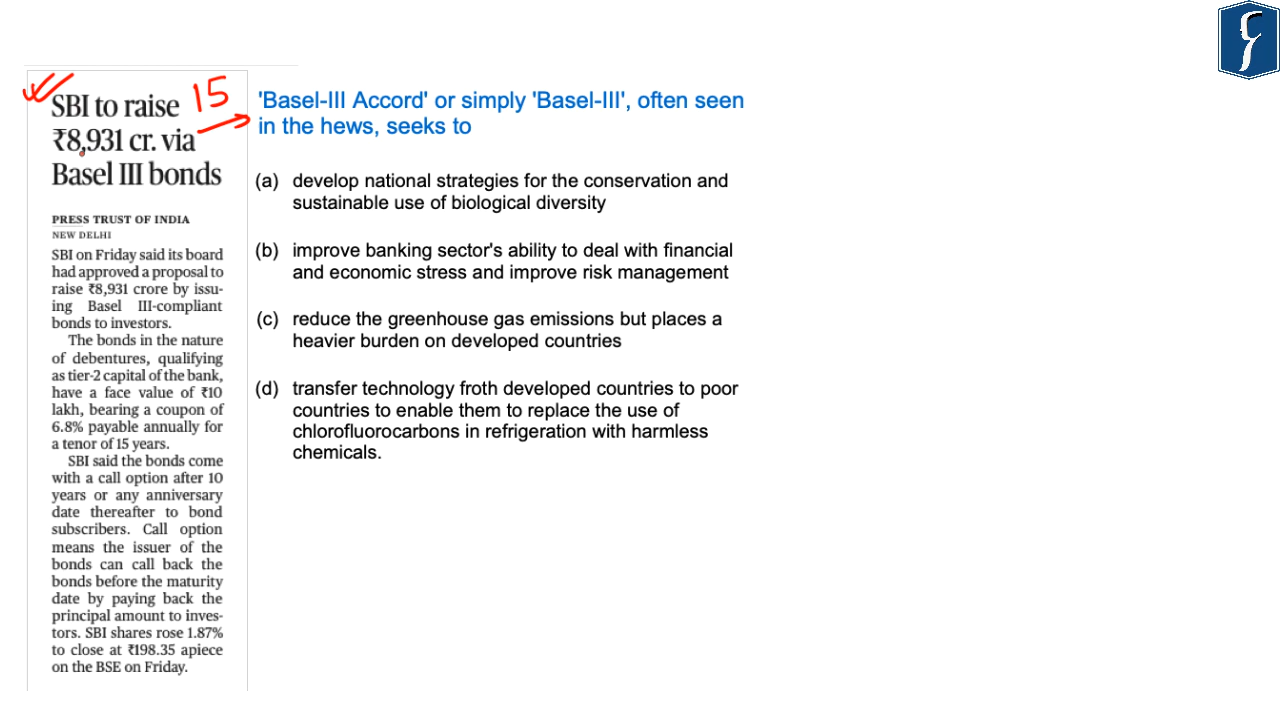 SBI to raise 15
₹8,931 cr. via
Basel III bonds
PRESS TRUST OF INDIA
NEW DELHI
SBI on Friday said its board
had approved a proposal to
raise ₹8,931 crore by issu-
ing Basel III-compliant
bonds to investors.
The bonds in the nature
of debentures, qualifying
as tier-2 capital of the bank,
have a face value of ₹10
lakh, bearing a coupon of
6.8% payable annually for
a tenor of 15 years.
SBI said the bonds come
with a call option after 10
years or any anniversary
date thereafter to bond
subscribers. Call option
means the issuer of the
bonds can call back the
bonds before the maturity
date by paying back the
principal amount to inves-
tors. SBI shares rose 1.87%
to close at ₹198.35 apiece
on the BSE on Friday.
'Basel-III Accord' or simply 'Basel-III', often seen
in the hews, seeks to
(a) develop national strategies for the conservation and
sustainable use of biological diversity
(b) improve banking sector's ability to deal with financial
and economic stress and improve risk management
(c) reduce the greenhouse gas emissions but places a
heavier burden on developed countries
(d) transfer technology froth developed countries to poor
countries to enable them to replace the use of
chlorofluorocarbons in refrigeration with harmless
chemicals.